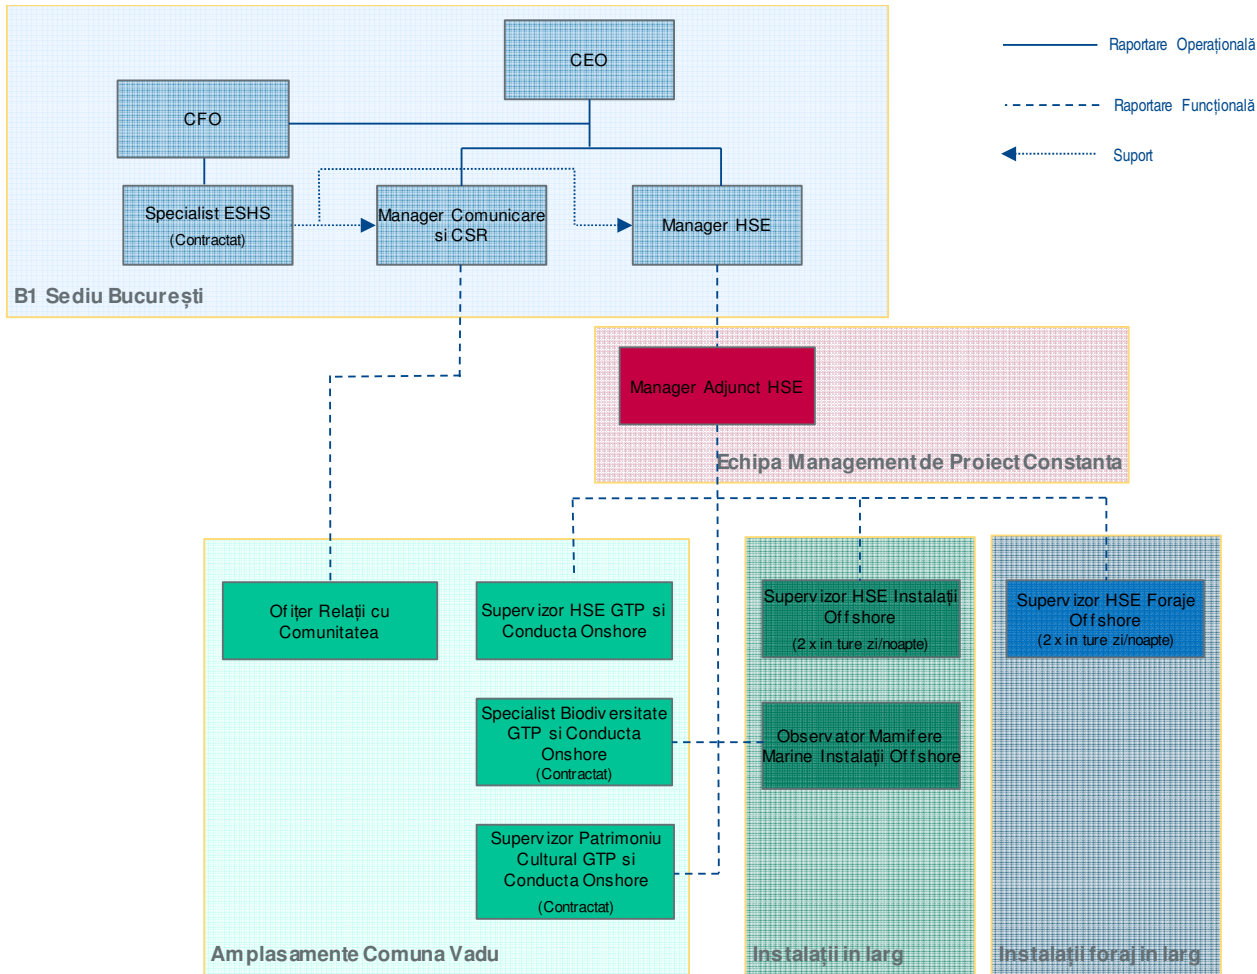 CEO
Raportare Operațională
CFO
Raportare Funcțională
Suport
Specialist ESHS
(Contractat)
Manager Comunicare
si CSR
Manager HSE
B1 Sediu București
Manager Adjunct HSE
Echipa Management de Proiect Constanta
Ofițer Relații cu
Comunitatea
Supervizor HSE GTP si
Conducta Onshore
Supervizor HSE Instalații
Offshore
(2 x in ture zi/noapte)
Supervizor HSE Foraje
Offshore
(2 x in ture zi/noapte)
Specialist Biodiversitate
GTP si Conducta
Onshore
(Contractat)
Observator Mamifere
Marine Instalații Offshore
Supervizor Patrimoniu
Cultural GTP si
Conducta Onshore
(Contractat)
Amplasamente Comuna Vadu
Instalații in larg
Instalații foraj in larg